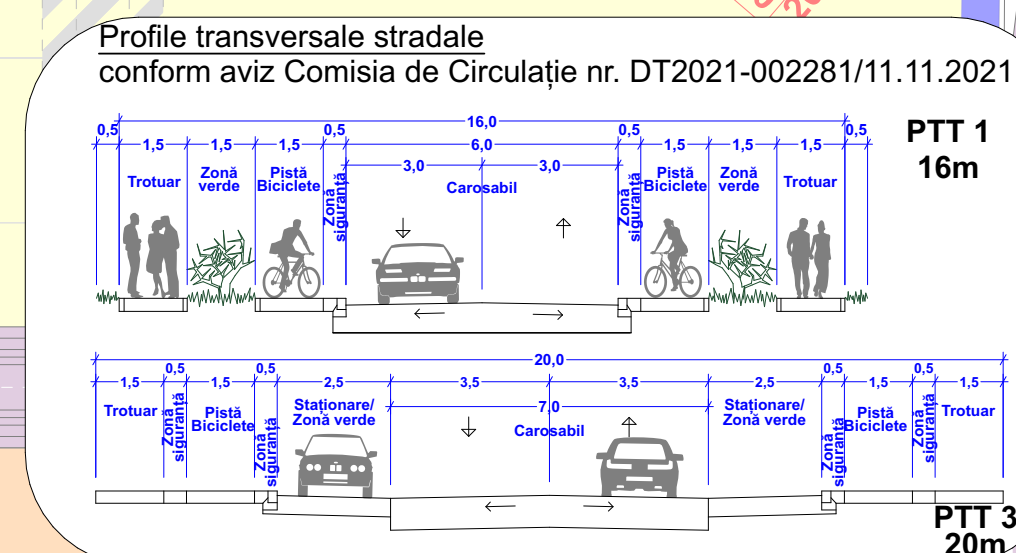 Profile transversale stradale
conform aviz Comisia de Circulație nr. DT2021-002281/11.11.2021
PTT 1
16m
16,0
0,5 0,5 6,0 0,5 0,5
1,5 1,5 1,5 1,5 1,5 1,5
3,0 3,0
Trotuar
Zonă
verde
Pistă
Biciclete
Zonă
siguranță
Carosabil
Zonă
siguranță
Pistă
Biciclete
Zonă
verde
Trotuar
20,0
0,5 0,5 0,5 0,5
1,5 1,5 2,5 3,5 3,5 2,5 1,5 1,5
7,0
Trotuar
Zonă
siguranță
Pistă
Biciclete
Zonă
siguranță
Staționare/
Zonă verde
Carosabil
Staționare/
Zonă verde
Zonă
siguranță
Pistă
Biciclete
Zonă
siguranță
Trotuar
PTT 3
20m